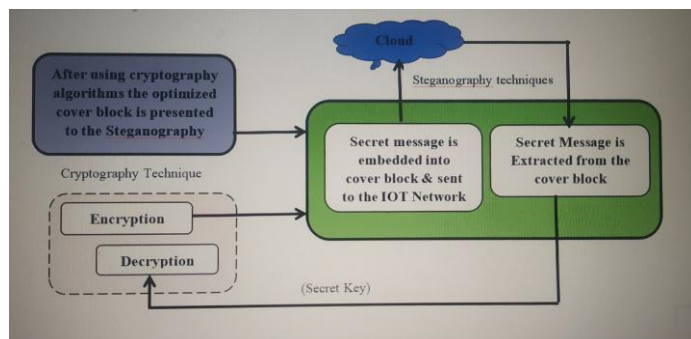 Cloud
After using cryptography
algorithms the optimized
cover block is presented
to the Steganography
Steganography techniques
Secret message is
embedded into
cover block & sent
to the IOT Network
Secret Message is
Extracted from the
cover block
Cryptography Technique
Encryption
Decryption
(Secret Key)